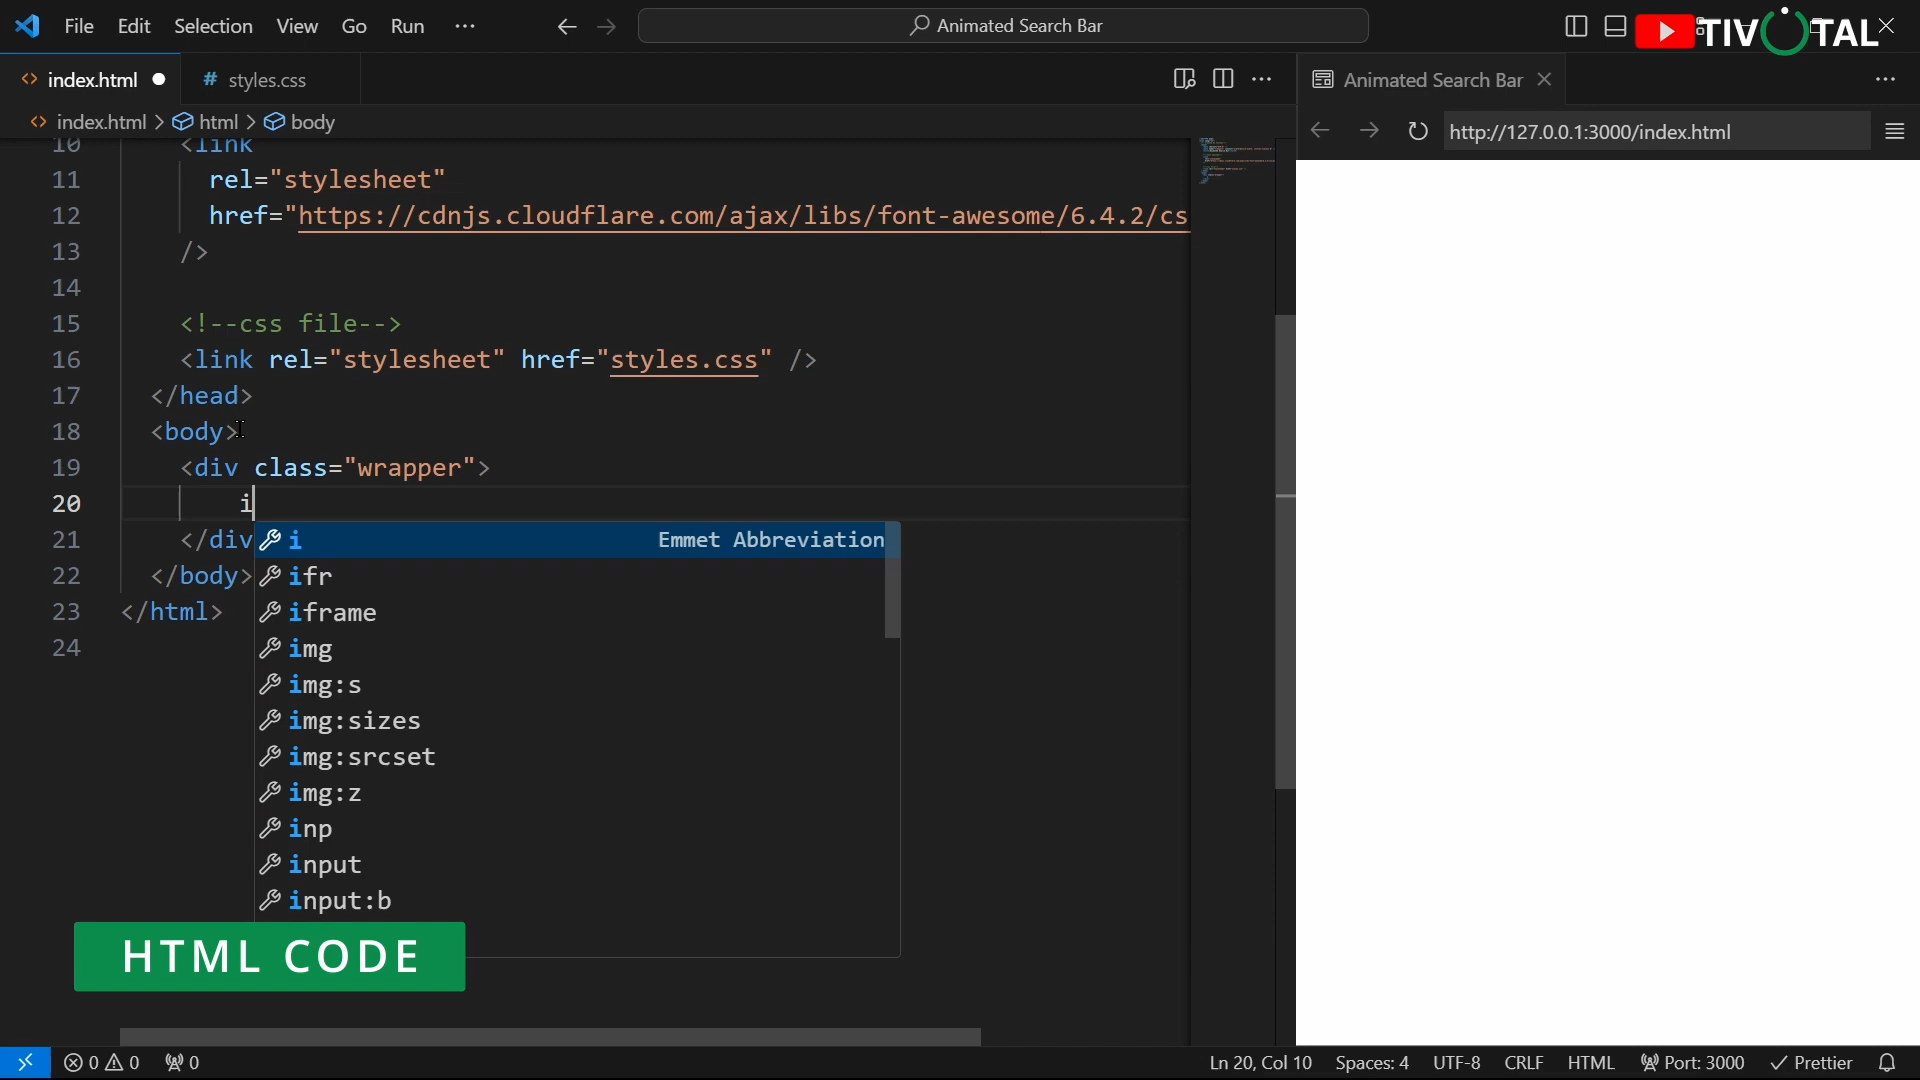 File Edit Selection View Go Run ··· Animated Search Bar TIVOTAL
index.html styles.css Animated Search Bar
index.html > html > body http://127.0.0.1:3000/index.html
10 <link
11 rel="stylesheet"
12 href="https://cdnjs.cloudflare.com/ajax/libs/font-awesome/6.4.2/cs
13 />
14
15 <!--css file-->
16 <link rel="stylesheet" href="styles.css" />
17 </head>
18 <body>
19 <div class="wrapper">
20 i
21 </div i Emmet Abbreviation
22 </body> ifr
23 </html> iframe
24 img
img:s
img:sizes
img:srcset
img:z
inp
input
input:b
HTML CODE
0 0 0 Ln 20, Col 10 Spaces: 4 UTF-8 CRLF HTML Port: 3000 Prettier